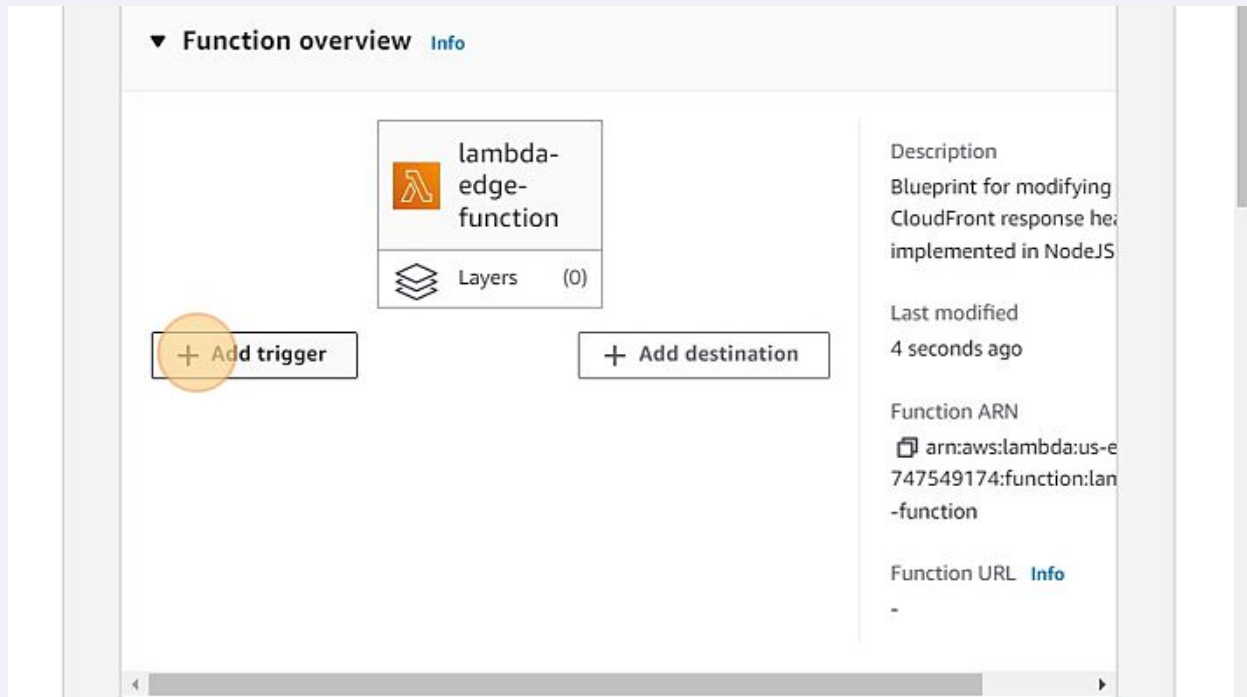 Function overview Info
lambda-
edge-
function
Layers (0)
+ Add trigger
+ Add destination
Description
Blueprint for modifying
CloudFront response hea
implemented in NodeJS
Last modified
4 seconds ago
Function ARN
arn:aws:lambda:us-e
747549174:function:lam
-function
Function URL Info
-